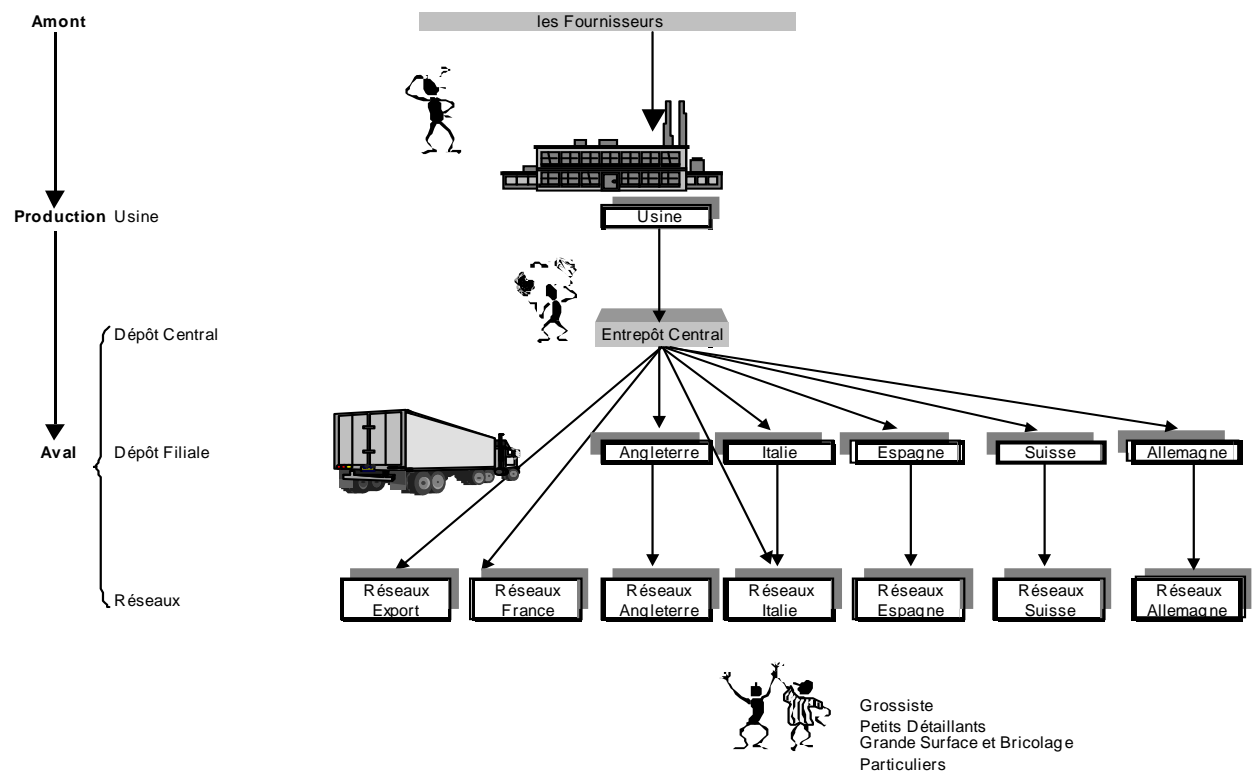 Amont
les Fournisseurs
Production Usine
Usine
Dépôt Central
Entrepôt Central
Aval
Dépôt Filiale
Angleterre
Italie
Espagne
Suisse
Allemagne
Réseaux
Réseaux
Export
Réseaux
France
Réseaux
Angleterre
Réseaux
Italie
Réseaux
Espagne
Réseaux
Suisse
Réseaux
Allemagne
Grossiste
Petits Détaillants
Grande Surface et Bricolage
Particuliers